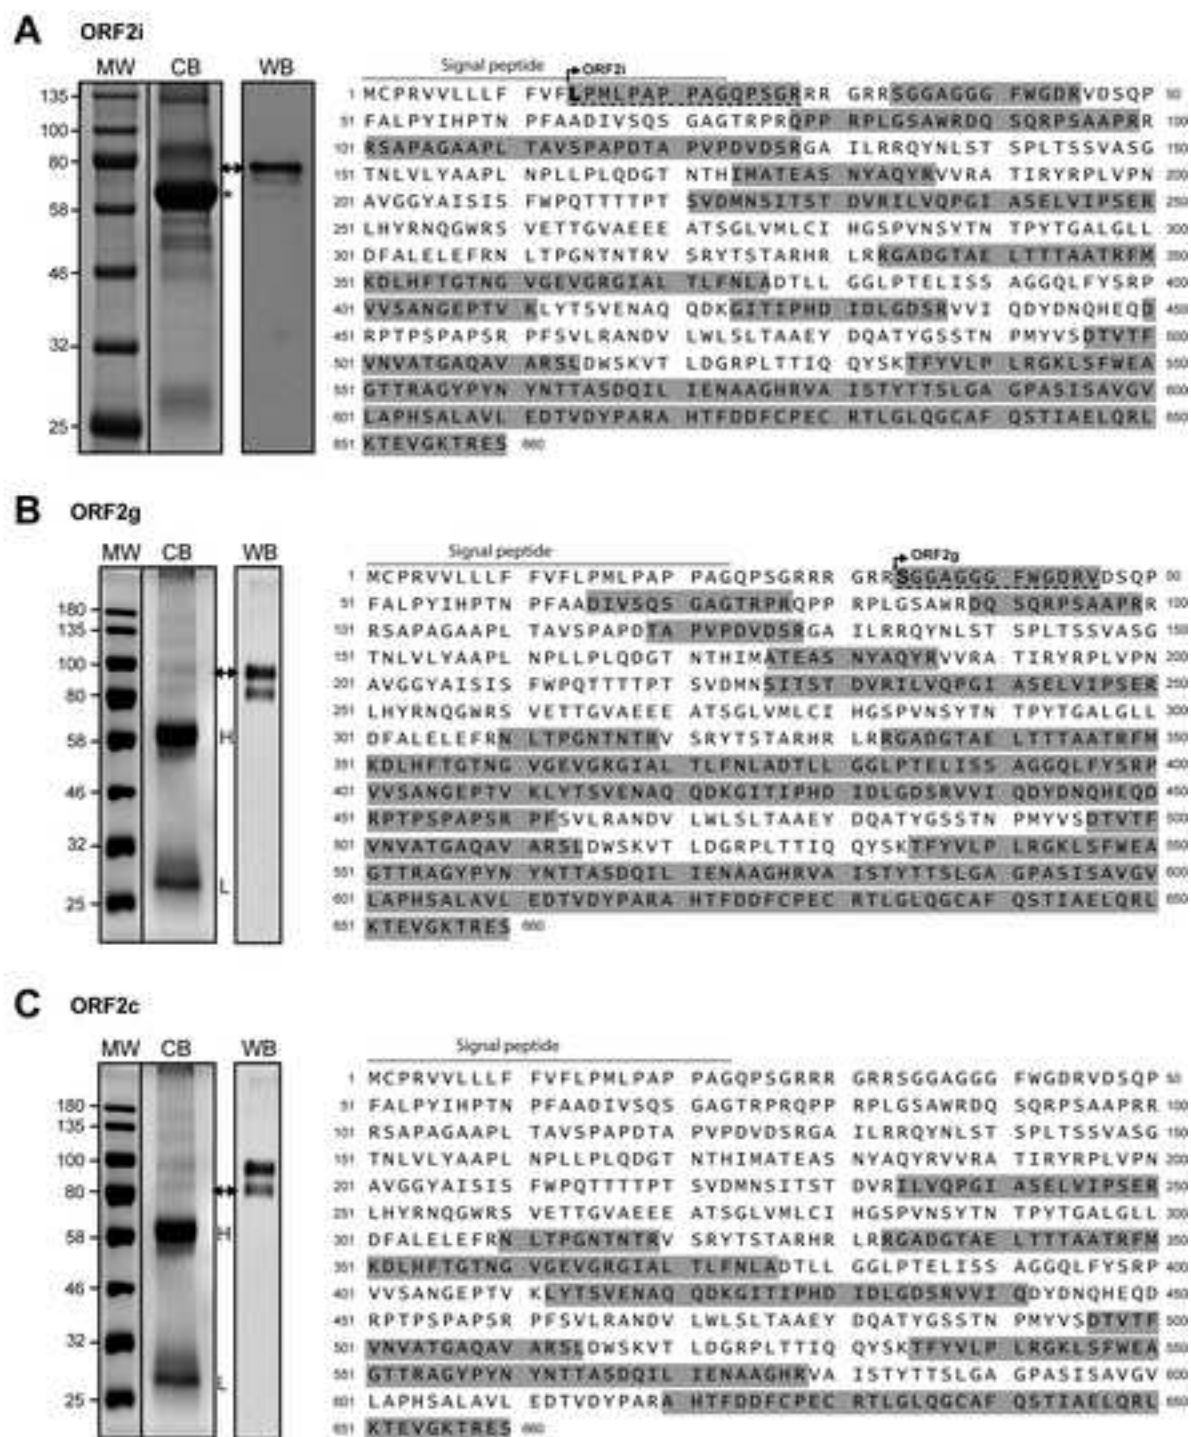 A ORF2i
MW CB WB
135
100
80
58
46
32
25
*
Signal peptide ORF2i
1 MCPRVVLLLF FVFLPMLPAP PAGQPSGRRR GRRSGGAGGG FWGDRVDSQP 50
51 FALPYIHPTN PFAADIVSQS GAGTRPRQPP RPLGSAWRDQ SQRPSAAPRR 100
101 RSAPAGAAPL TAVSPAPDTA PVPDVDSRGA ILRRQYNLST SPLTSSVASG 150
151 TNLVLYAAPL NPLLPLQDGT NTHIMATEAS NYAQYRVVRA TIRYRPLVPN 200
201 AVGGYAISIS FWPQTTTTPT SVDMNSITST DVRILVQPGI ASELVIPSER 250
251 LHYRNQGWRS VETTGVAEEE ATSGLVMLCI HGSPVNSYTN TPYTGALGLL 300
301 DFALELEFRN LTPGNTNTRV SRYTSTARHR LRRGADGTAE LTTTAATRFM 350
351 KDLHFTGTNG VGEVGRGIAL TLFNLADTLL GGLPTELISS AGGQLFYSRP 400
401 VVSANGEPTV KLYTSVENAQ QDKGITIPHD IDLGDSRVVI QDYDNQHEQD 450
451 RPTPSPAPSR PFSVLRANDV LWLSLTAAEY DQATYGSSTN PMYVSDTVTF 500
501 VNVATGAQAV ARSLDWSKVT LDGRPLTTIQ QYSKTFYVLP LRGKLSFWEA 550
551 GTTRAGYPYN YNTTASDQIL IENAAGHRVA ISTYTTSLGA GPASISAVGV 600
601 LAPHSALAVL EDTVDYPARA HTFDDFCPEC RTLGLQGCAF QSTIAELQRL 650
651 KTEVGKTRES 660
B ORF2g
MW CB WB
180
135
100
80
58
46
32
25
H
L
Signal peptide ORF2g
1 MCPRVVLLLF FVFLPMLPAP PAGQPSGRRR GRRSGGAGGG FWGDRVDSQP 50
51 FALPYIHPTN PFAADIVSQS GAGTRPRQPP RPLGSAWRDQ SQRPSAAPRR 100
101 RSAPAGAAPL TAVSPAPDTA PVPDVDSRGA ILRRQYNLST SPLTSSVASG 150
151 TNLVLYAAPL NPLLPLQDGT NTHIMATEAS NYAQYRVVRA TIRYRPLVPN 200
201 AVGGYAISIS FWPQTTTTPT SVDMNSITST DVRILVQPGI ASELVIPSER 250
251 LHYRNQGWRS VETTGVAEEE ATSGLVMLCI HGSPVNSYTN TPYTGALGLL 300
301 DFALELEFRN LTPGNTNTRV SRYTSTARHR LRRGADGTAE LTTTAATRFM 350
351 KDLHFTGTNG VGEVGRGIAL TLFNLADTLL GGLPTELISS AGGQLFYSRP 400
401 VVSANGEPTV KLYTSVENAQ QDKGITIPHD IDLGDSRVVI QDYDNQHEQD 450
451 RPTPSPAPSR PFSVLRANDV LWLSLTAAEY DQATYGSSTN PMYVSDTVTF 500
501 VNVATGAQAV ARSLDWSKVT LDGRPLTTIQ QYSKTFYVLP LRGKLSFWEA 550
551 GTTRAGYPYN YNTTASDQIL IENAAGHRVA ISTYTTSLGA GPASISAVGV 600
601 LAPHSALAVL EDTVDYPARA HTFDDFCPEC RTLGLQGCAF QSTIAELQRL 650
651 KTEVGKTRES 660
C ORF2c
MW CB WB
180
135
100
80
58
46
32
25
H
L
Signal peptide
1 MCPRVVLLLF FVFLPMLPAP PAGQPSGRRR GRRSGGAGGG FWGDRVDSQP 50
51 FALPYIHPTN PFAADIVSQS GAGTRPRQPP RPLGSAWRDQ SQRPSAAPRR 100
101 RSAPAGAAPL TAVSPAPDTA PVPDVDSRGA ILRRQYNLST SPLTSSVASG 150
151 TNLVLYAAPL NPLLPLQDGT NTHIMATEAS NYAQYRVVRA TIRYRPLVPN 200
201 AVGGYAISIS FWPQTTTTPT SVDMNSITST DVRILVQPGI ASELVIPSER 250
251 LHYRNQGWRS VETTGVAEEE ATSGLVMLCI HGSPVNSYTN TPYTGALGLL 300
301 DFALELEFRN LTPGNTNTRV SRYTSTARHR LRRGADGTAE LTTTAATRFM 350
351 KDLHFTGTNG VGEVGRGIAL TLFNLADTLL GGLPTELISS AGGQLFYSRP 400
401 VVSANGEPTV KLYTSVENAQ QDKGITIPHD IDLGDSRVVI QDYDNQHEQD 450
451 RPTPSPAPSR PFSVLRANDV LWLSLTAAEY DQATYGSSTN PMYVSDTVTF 500
501 VNVATGAQAV ARSLDWSKVT LDGRPLTTIQ QYSKTFYVLP LRGKLSFWEA 550
551 GTTRAGYPYN YNTTASDQIL IENAAGHRVA ISTYTTSLGA GPASISAVGV 600
601 LAPHSALAVL EDTVDYPARA HTFDDFCPEC RTLGLQGCAF QSTIAELQRL 650
651 KTEVGKTRES 660